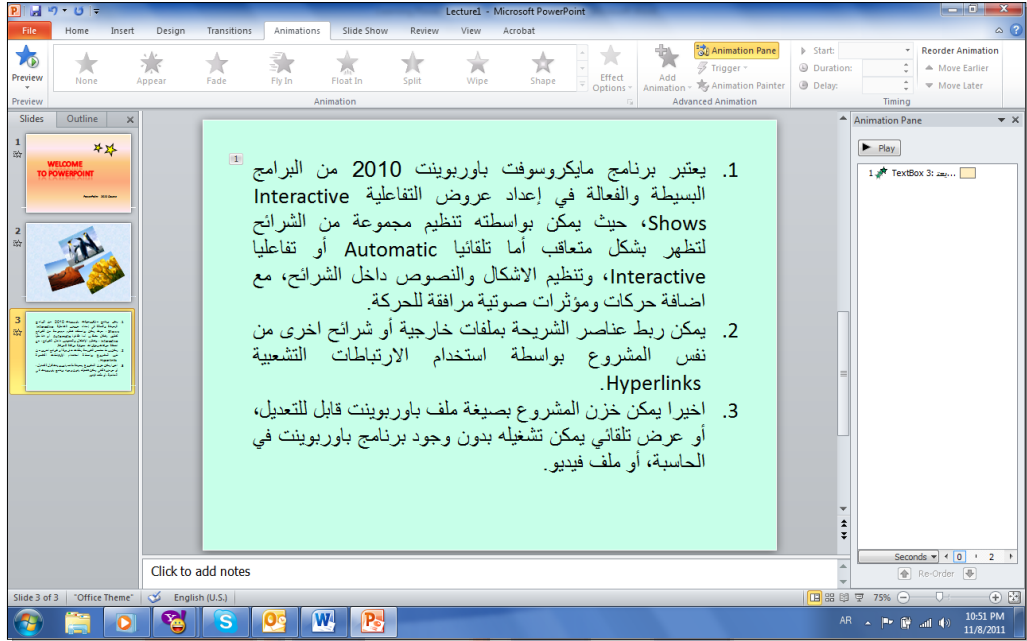 Lecture1 - Microsoft PowerPoint
File Home Insert Design Transitions Animations Slide Show Review View Acrobat
Preview
None Appear Fade Fly In Float In Split Wipe Shape
Effect Options
Add Animation
Animation Pane
Trigger
Animation Painter
Start:
Duration:
Delay:
Reorder Animation
Move Earlier
Move Later
Preview Animation Advanced Animation Timing
Slides Outline
1
WELCOME
TO POWERPOINT
2
3
1
1. يعتبر برنامج مايكروسوفت باوربوينت 2010 من البرامج
البسيطة والفعالة في إعداد عروض التفاعلية Interactive
Shows، حيث يمكن بواسطته تنظيم مجموعة من الشرائح
لتظهر بشكل متعاقب أما تلقائيا Automatic أو تفاعليا
Interactive، وتنظيم الاشكال والنصوص داخل الشرائح، مع
اضافة حركات ومؤثرات صوتية مرافقة للحركة.
2. يمكن ربط عناصر الشريحة بملفات خارجية أو شرائح اخرى من
نفس المشروع بواسطة استخدام الارتباطات التشعبية
Hyperlinks.
3. اخيرا يمكن خزن المشروع بصيغة ملف باوربوينت قابل للتعديل،
أو عرض تلقائي يمكن تشغيله بدون وجود برنامج باوربوينت في
الحاسبة، أو ملف فيديو.
Animation Pane
Play
1 TextBox 3:
Seconds 0 2
Re-Order
Click to add notes
Slide 3 of 3 "Office Theme" English (U.S.) 75%
AR 10:51 PM
11/8/2011